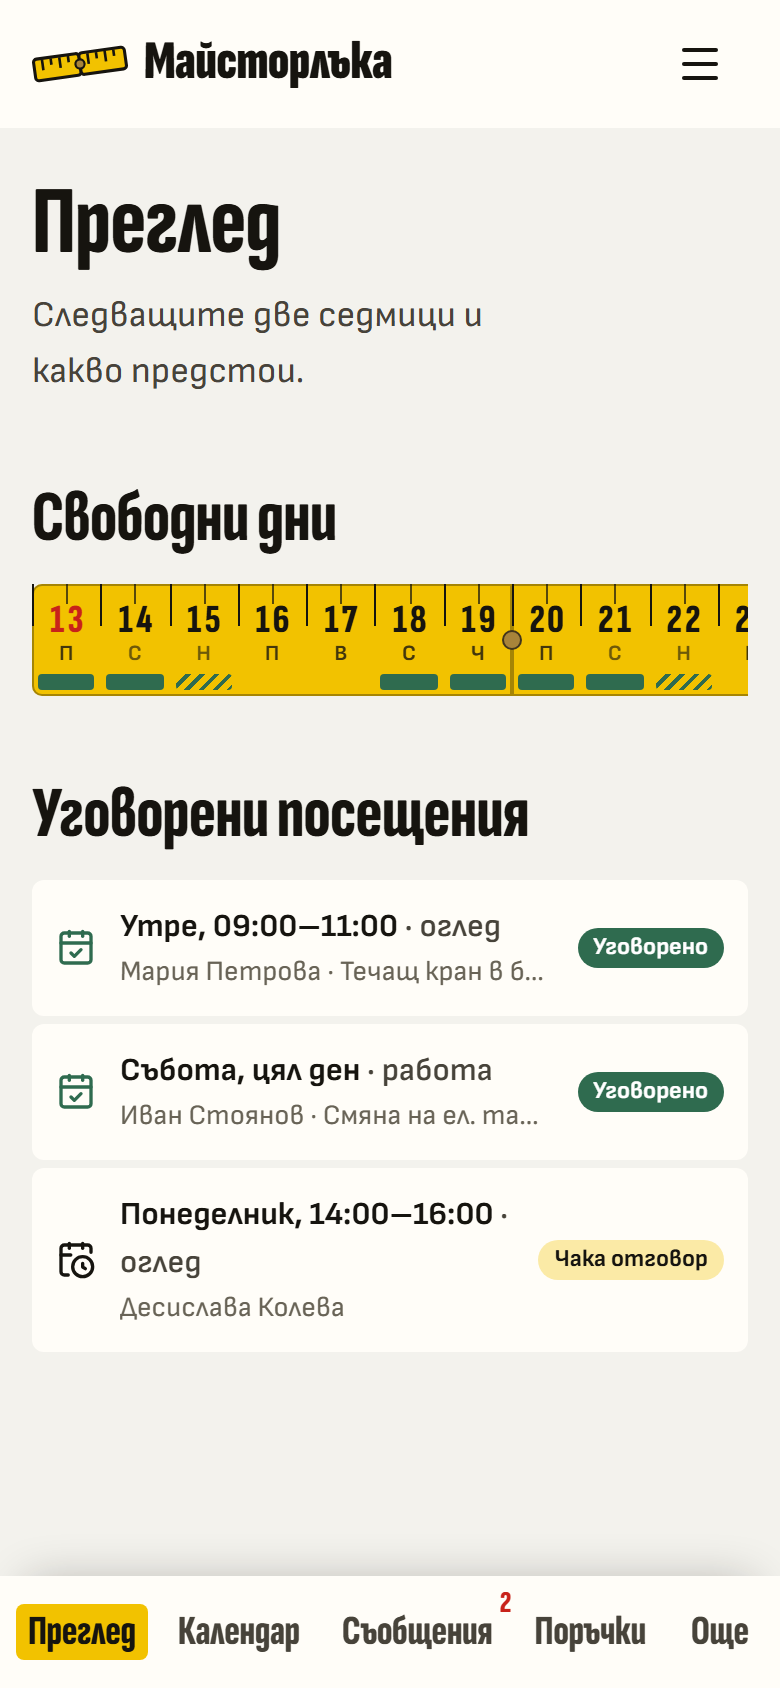 Майсторлъка
Преглед
Следващите две седмици и
какво предстои.
Свободни дни
13 14 15 16 17 18 19 20 21 22 2
П С Н П В С Ч П С Н
Уговорени посещения
Утре, 09:00–11:00 · оглед
Мария Петрова · Течащ кран в б...
Уговорено
Събота, цял ден · работа
Иван Стоянов · Смяна на ел. та...
Уговорено
Понеделник, 14:00–16:00 ·
оглед
Десислава Колева
Чака отговор
Преглед Календар Съобщения 2 Поръчки Още